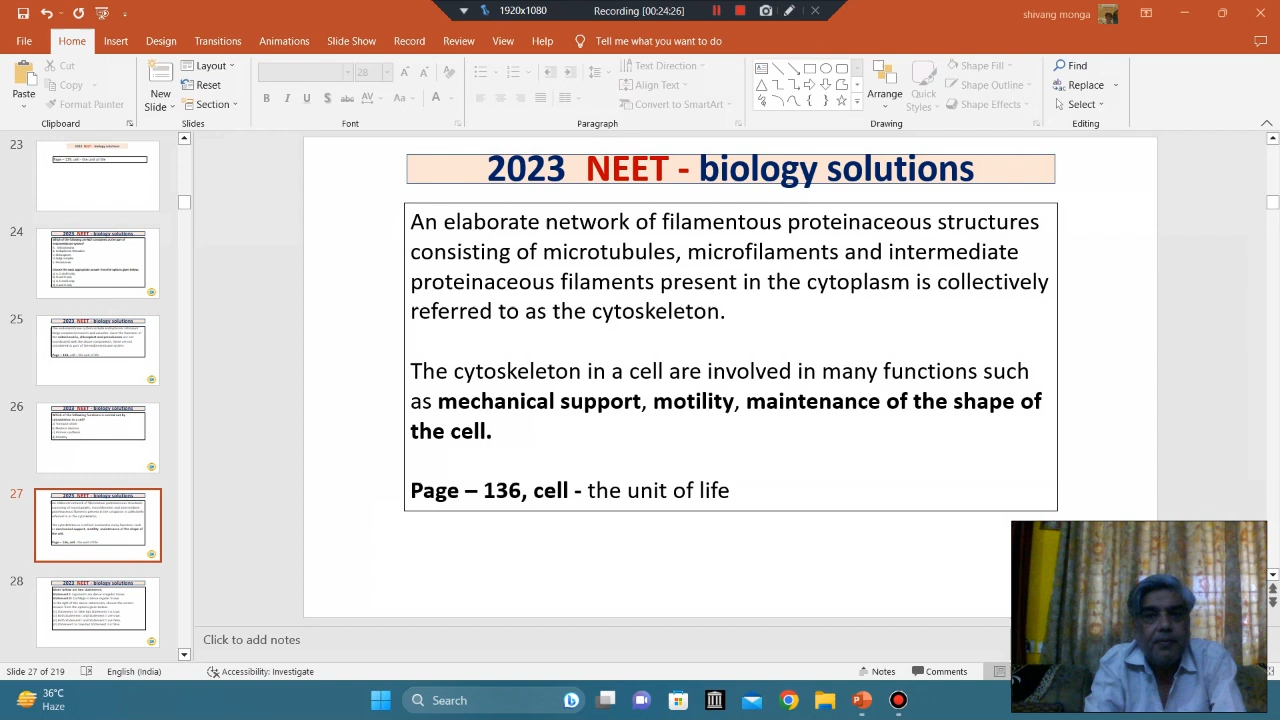 1920x1080
Recording [00:24:26]
shivang monga
File Home Insert Design Transitions Animations Slide Show Record Review View Help Tell me what you want to do
Paste
Cut
Copy
Format Painter
New Slide
Layout
Reset
Section
28
Text Direction
Align Text
Convert to SmartArt
Arrange
Quick Styles
Shape Fill
Shape Outline
Shape Effects
Find
Replace
Select
Clipboard Slides Font Paragraph Drawing Editing
23
24
25
26
27
28
2023 NEET - biology solutions
An elaborate network of filamentous proteinaceous structures
consisting of microtubules, microfilaments and intermediate
proteinaceous filaments present in the cytoplasm is collectively
referred to as the cytoskeleton.
The cytoskeleton in a cell are involved in many functions such
as mechanical support, motility, maintenance of the shape of
the cell.
Page – 136, cell - the unit of life
Click to add notes
Slide 27 of 219 English (India) Accessibility: Investigate Notes Comments
36°C
Haze
Search